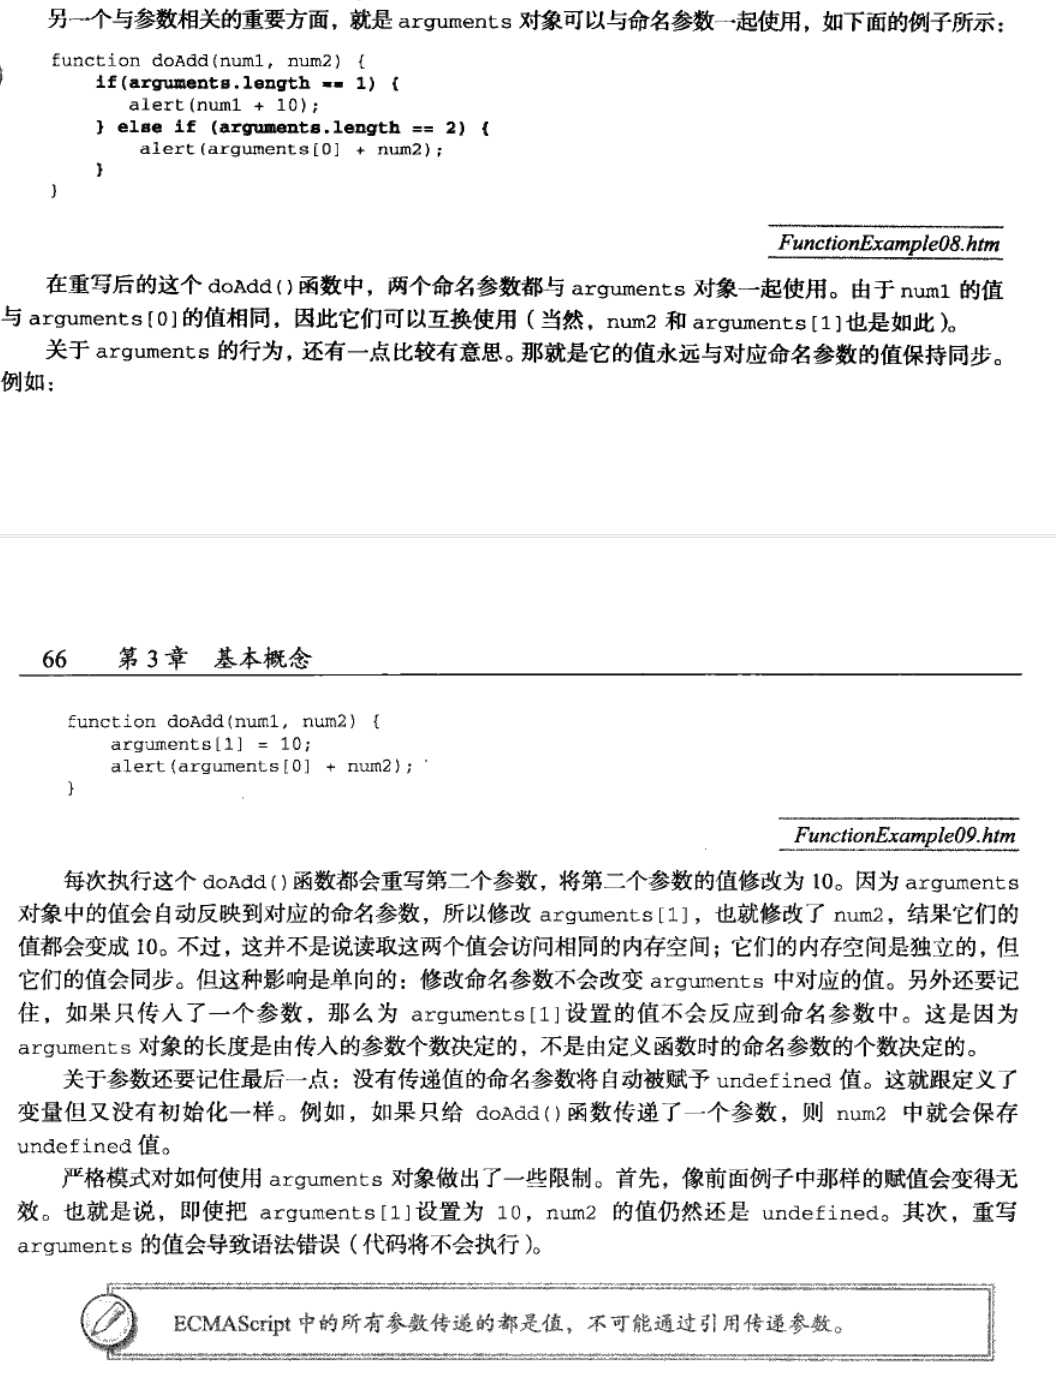 另一个与参数相关的重要方面，就是 arguments 对象可以与命名参数一起使用，如下面的例子所示：
function doAdd(num1, num2) {
if(arguments.length == 1) {
alert(num1 + 10);
} else if (arguments.length == 2) {
alert(arguments[0] + num2);
}
}
FunctionExample08.htm
在重写后的这个 doAdd()函数中，两个命名参数都与 arguments 对象一起使用。由于 num1 的值
与 arguments[0]的值相同，因此它们可以互换使用（当然，num2 和 arguments[1]也是如此）。
关于 arguments 的行为，还有一点比较有意思。那就是它的值永远与对应命名参数的值保持同步。
例如：
66 第 3 章 基本概念
function doAdd(num1, num2) {
arguments[1] = 10;
alert(arguments[0] + num2);
}
FunctionExample09.htm
每次执行这个 doAdd()函数都会重写第二个参数，将第二个参数的值修改为 10。因为 arguments
对象中的值会自动反映到对应的命名参数，所以修改 arguments[1]，也就修改了 num2，结果它们的
值都会变成 10。不过，这并不是说读取这两个值会访问相同的内存空间；它们的内存空间是独立的，但
它们的值会同步。但这种影响是单向的：修改命名参数不会改变 arguments 中对应的值。另外还要记
住，如果只传入了一个参数，那么为 arguments[1]设置的值不会反应到命名参数中。这是因为
arguments 对象的长度是由传入的参数个数决定的，不是由定义函数时的命名参数的个数决定的。
关于参数还要记住最后一点：没有传递值的命名参数将自动被赋予 undefined 值。这就跟定义了
变量但又没有初始化一样。例如，如果只给 doAdd()函数传递了一个参数，则 num2 中就会保存
undefined 值。
严格模式对如何使用 arguments 对象做出了一些限制。首先，像前面例子中那样的赋值会变得无
效。也就是说，即使把 arguments[1]设置为 10，num2 的值仍然还是 undefined。其次，重写
arguments 的值会导致语法错误（代码将不会执行）。
ECMAScript 中的所有参数传递的都是值，不可能通过引用传递参数。